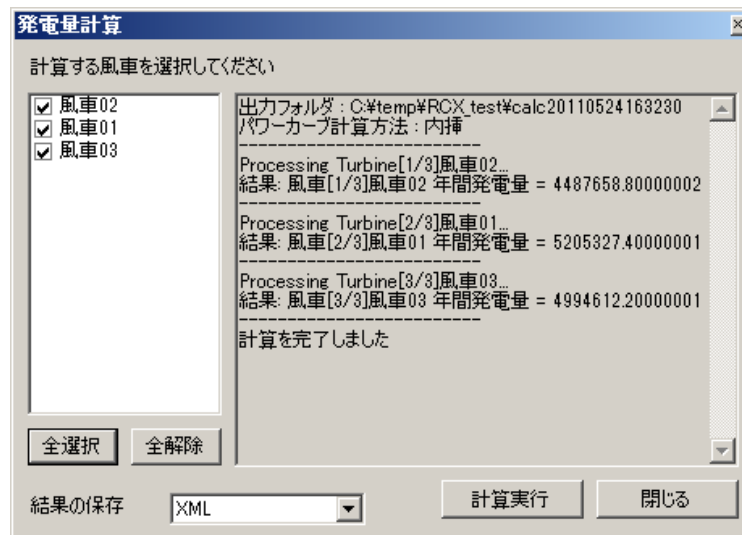 発電量計算
計算する風車を選択してください
風車02
風車01
風車03
出力フォルダ : C:¥temp¥RCX_test¥calc20110524163230
パワーカーブ計算方法 : 内挿
--------------------------
Processing Turbine[1/3]風車02...
結果: 風車[1/3]風車02 年間発電量 = 4487658.80000002
--------------------------
Processing Turbine[2/3]風車01...
結果: 風車[2/3]風車01 年間発電量 = 5205327.40000001
--------------------------
Processing Turbine[3/3]風車03...
結果: 風車[3/3]風車03 年間発電量 = 4994612.20000001
--------------------------
計算を完了しました
全選択
全解除
結果の保存
XML
計算実行
閉じる